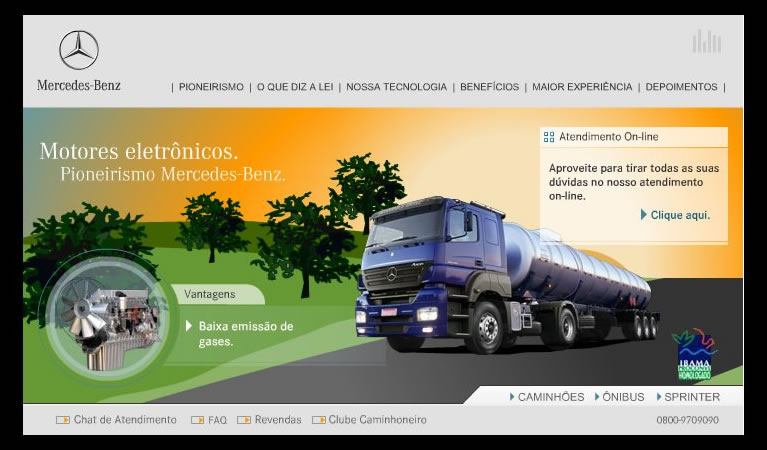 Mercedes-Benz
| PIONEIRISMO | O QUE DIZ A LEI | NOSSA TECNOLOGIA | BENEFÍCIOS | MAIOR EXPERIÊNCIA | DEPOIMENTOS |
Motores eletrônicos.
Pioneirismo Mercedes-Benz.
Atendimento On-line
Aproveite para tirar todas as suas
dúvidas no nosso atendimento
on-line.
Clique aqui.
Vantagens
Baixa emissão de
gases.
IBAMA
HOMOLOGADO
CAMINHÕES
ÔNIBUS
SPRINTER
Chat de Atendimento
FAQ
Revendas
Clube Caminhoneiro
0800-9709090